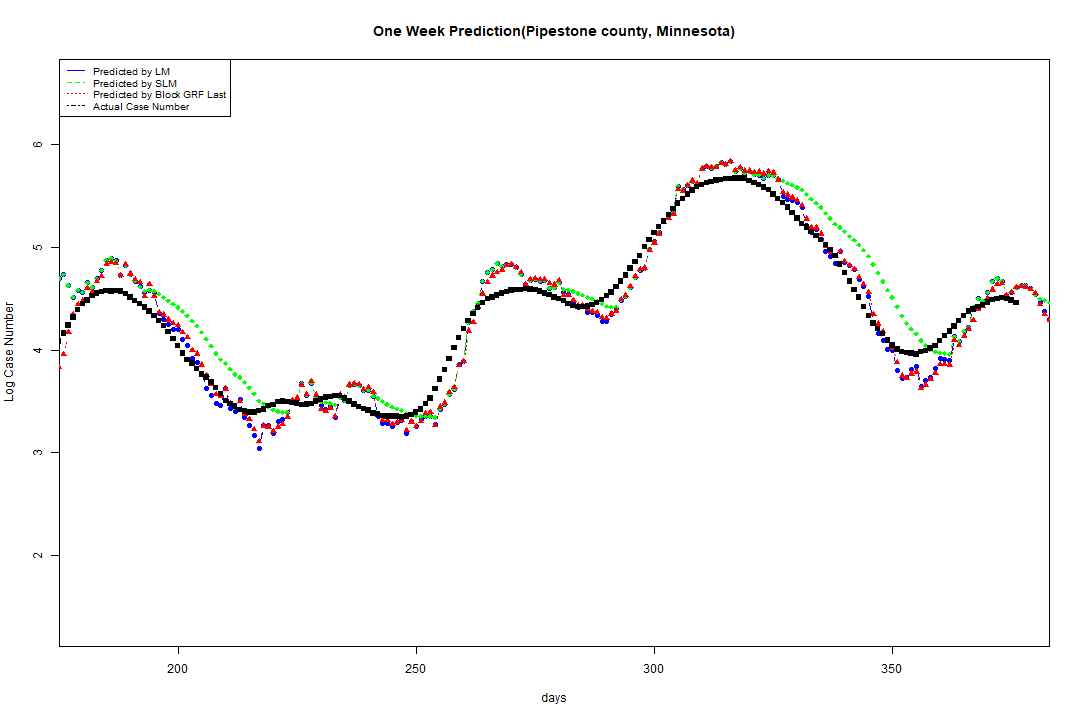 One Week Prediction(Pipestone county, Minnesota)
Predicted by LM
Predicted by SLM
Predicted by Block GRF Last
Actual Case Number
6
5
4
3
2
Log Case Number
200
250
300
350
days